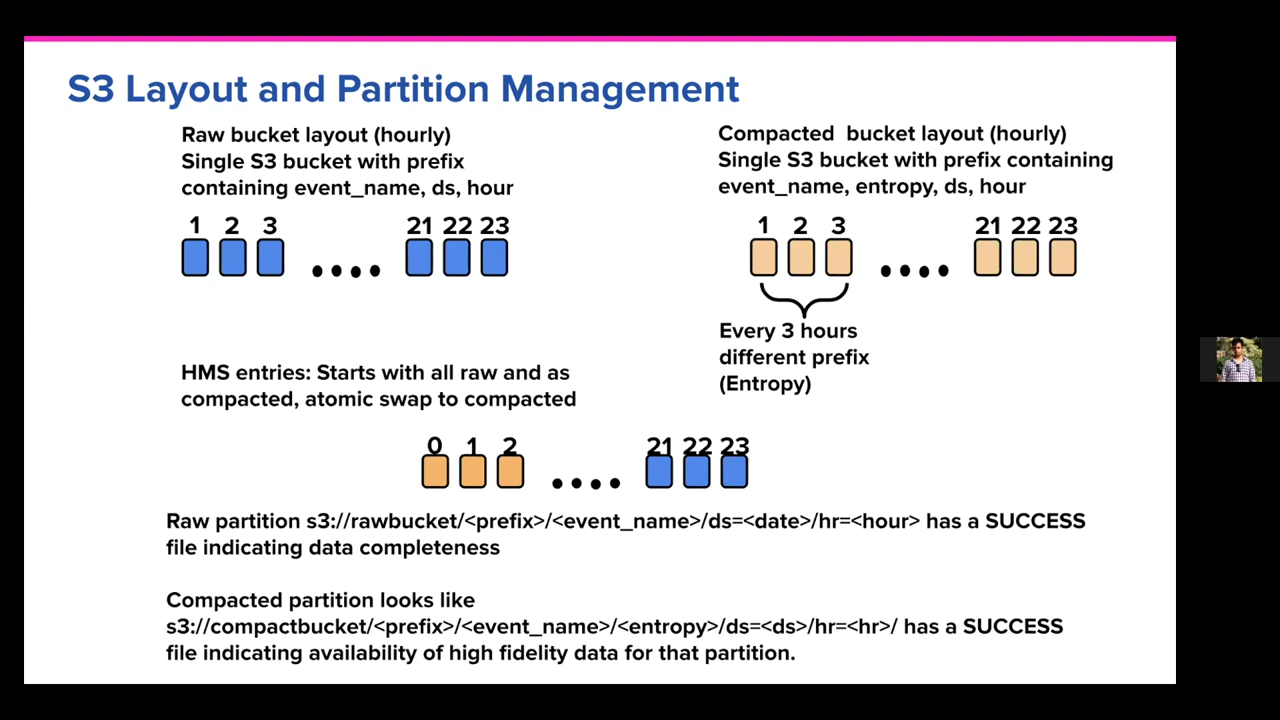 S3 Layout and Partition Management
Raw bucket layout (hourly)
Single S3 bucket with prefix
containing event_name, ds, hour
1 2 3 21 22 23
Compacted bucket layout (hourly)
Single S3 bucket with prefix containing
event_name, entropy, ds, hour
1 2 3 21 22 23
Every 3 hours
different prefix
(Entropy)
HMS entries: Starts with all raw and as
compacted, atomic swap to compacted
0 1 2 21 22 23
Raw partition s3://rawbucket/<prefix>/<event_name>/ds=<date>/hr=<hour> has a SUCCESS
file indicating data completeness
Compacted partition looks like
s3://compactbucket/<prefix>/<event_name>/<entropy>/ds=<ds>/hr=<hr>/ has a SUCCESS
file indicating availability of high fidelity data for that partition.